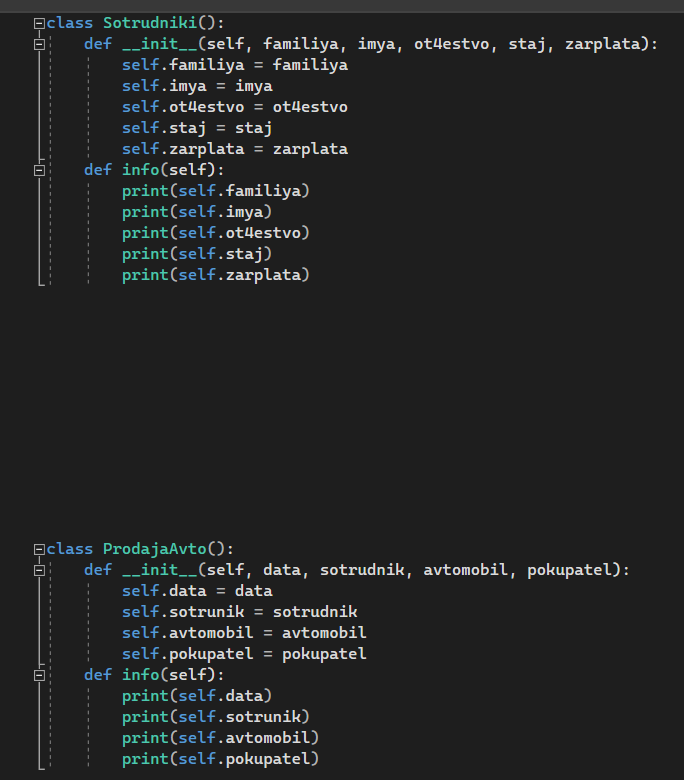 class Sotrudniki():
    def __init__(self, familiya, imya, ot4estvo, staj, zarplata):
        self.familiya = familiya
        self.imya = imya
        self.ot4estvo = ot4estvo
        self.staj = staj
        self.zarplata = zarplata
    def info(self):
        print(self.familiya)
        print(self.imya)
        print(self.ot4estvo)
        print(self.staj)
        print(self.zarplata)
class ProdajaAvto():
    def __init__(self, data, sotrudnik, avtomobil, pokupatel):
        self.data = data
        self.sotrunik = sotrudnik
        self.avtomobil = avtomobil
        self.pokupatel = pokupatel
    def info(self):
        print(self.data)
        print(self.sotrunik)
        print(self.avtomobil)
        print(self.pokupatel)